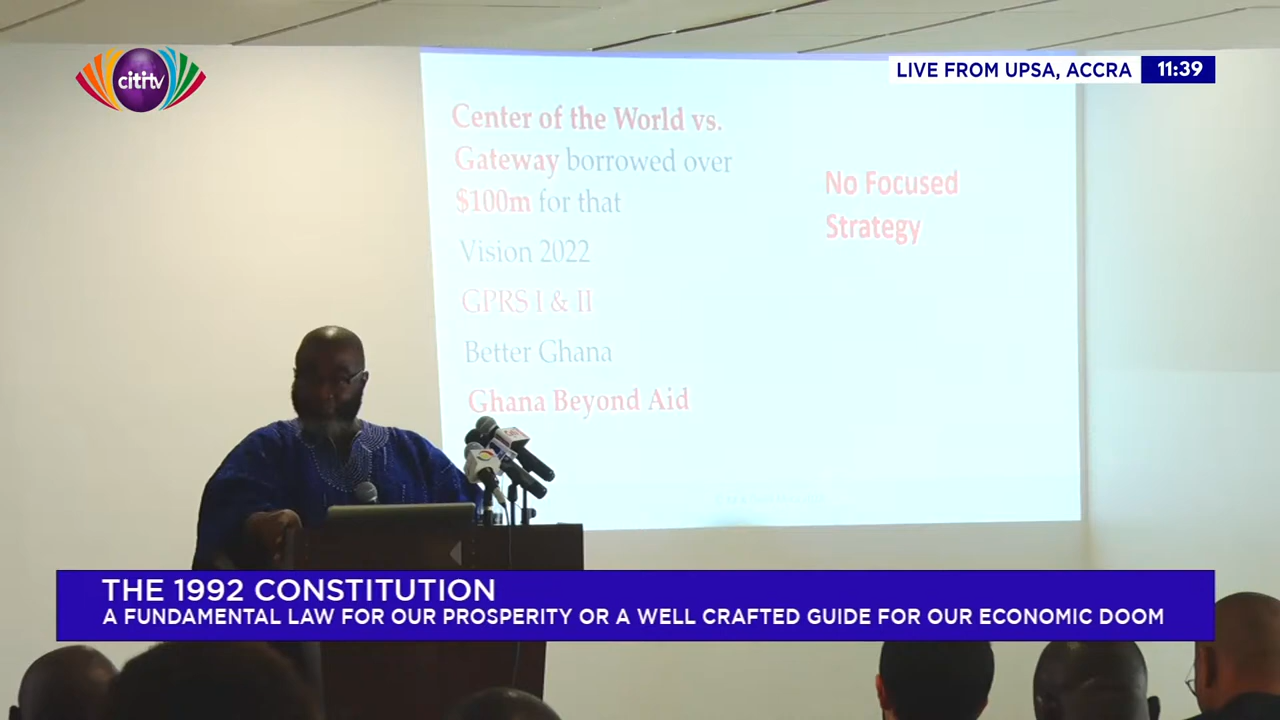 citi tv
LIVE FROM UPSA, ACCRA
11:39
Center of the World vs.
Gateway borrowed over
$100m for that
Vision 2022
GPRS I & II
Better Ghana
Ghana Beyond Aid
No Focused
Strategy
THE 1992 CONSTITUTION
A FUNDAMENTAL LAW FOR OUR PROSPERITY OR A WELL CRAFTED GUIDE FOR OUR ECONOMIC DOOM